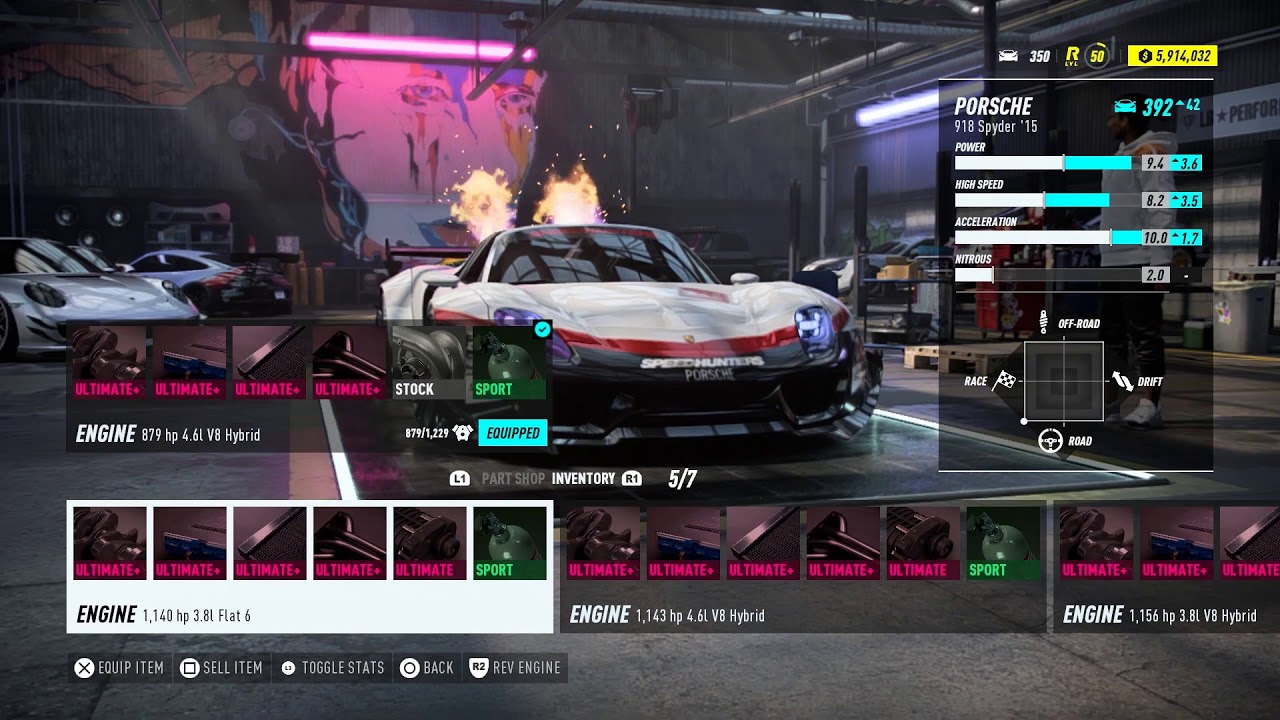 350 R LVL 50 $ 5,914,032
PORSCHE 392 42
918 Spyder '15
POWER
9.4 3.6
HIGH SPEED
8.2 3.5
ACCELERATION
10.0 1.7
NITROUS
2.0 -
OFF-ROAD
RACE DRIFT
ROAD
LB★PERFOR
SPEEDHUNTERS
PORSCHE
ULTIMATE+ ULTIMATE+ ULTIMATE+ ULTIMATE+ STOCK SPORT
ENGINE 879 hp 4.6l V8 Hybrid 879/1,229 EQUIPPED
L1 PART SHOP INVENTORY R1 5/7
ULTIMATE+ ULTIMATE+ ULTIMATE+ ULTIMATE+ ULTIMATE SPORT ULTIMATE+ ULTIMATE+ ULTIMATE+ ULTIMATE+ ULTIMATE SPORT ULTIMATE+ ULTIMATE+ ULTIMATE
ENGINE 1,140 hp 3.8l Flat 6 ENGINE 1,143 hp 4.6l V8 Hybrid ENGINE 1,156 hp 3.8l V8 Hybrid
EQUIP ITEM SELL ITEM L3 TOGGLE STATS BACK R2 REV ENGINE